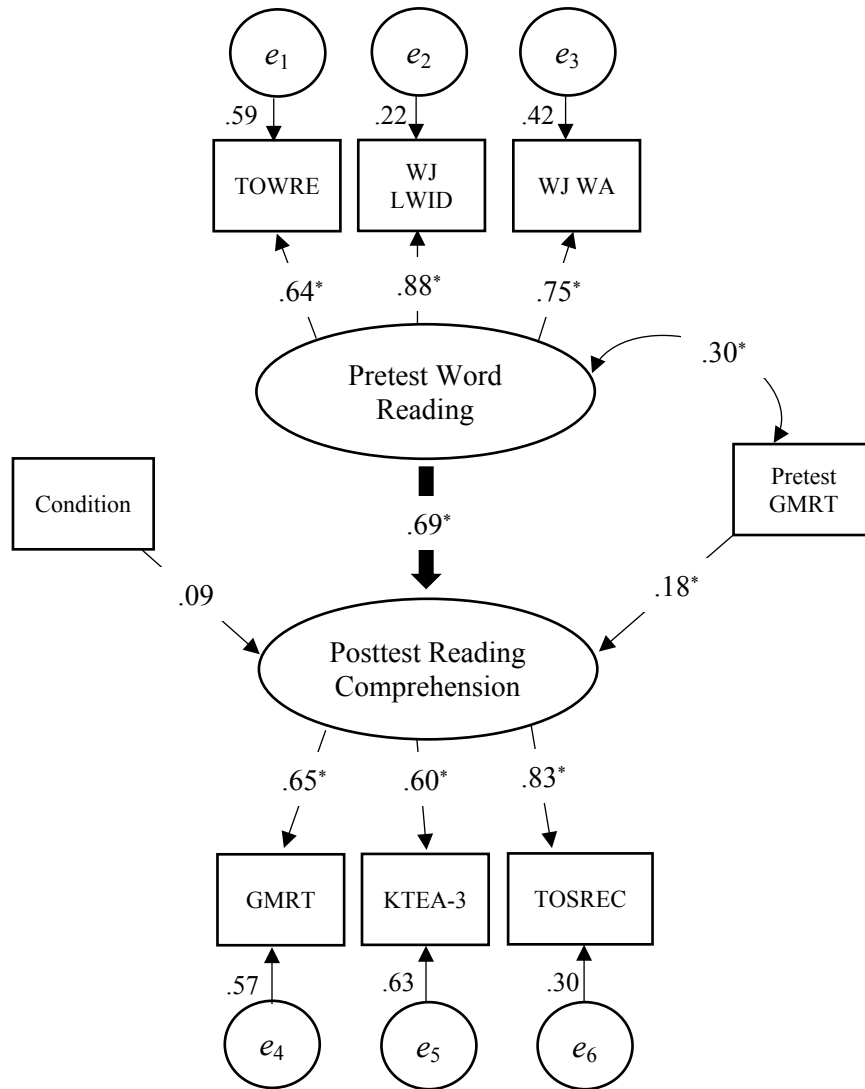 e1
e2
e3
.59
.22
.42
TOWRE
WJ
LWID
WJ WA
.64*
.88*
.75*
Pretest Word
Reading
.30*
Condition
Pretest
GMRT
.69*
.09
.18*
Posttest Reading
Comprehension
.65*
.60*
.83*
GMRT
KTEA-3
TOSREC
.57
.63
.30
e4
e5
e6